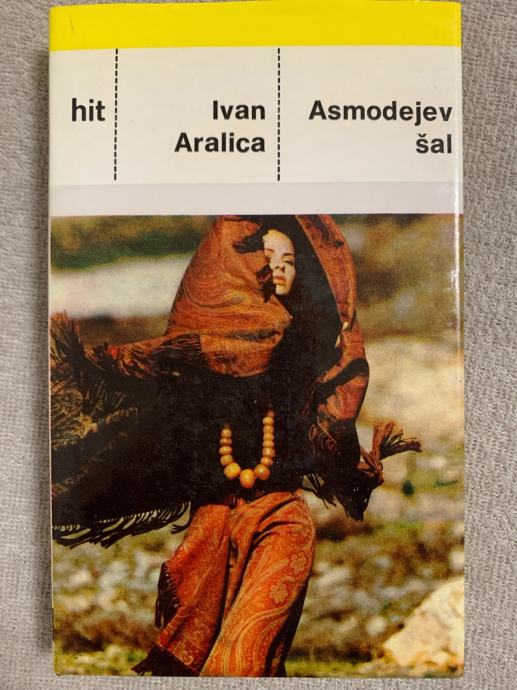 hit
Ivan
Aralica
Asmodejev
šal